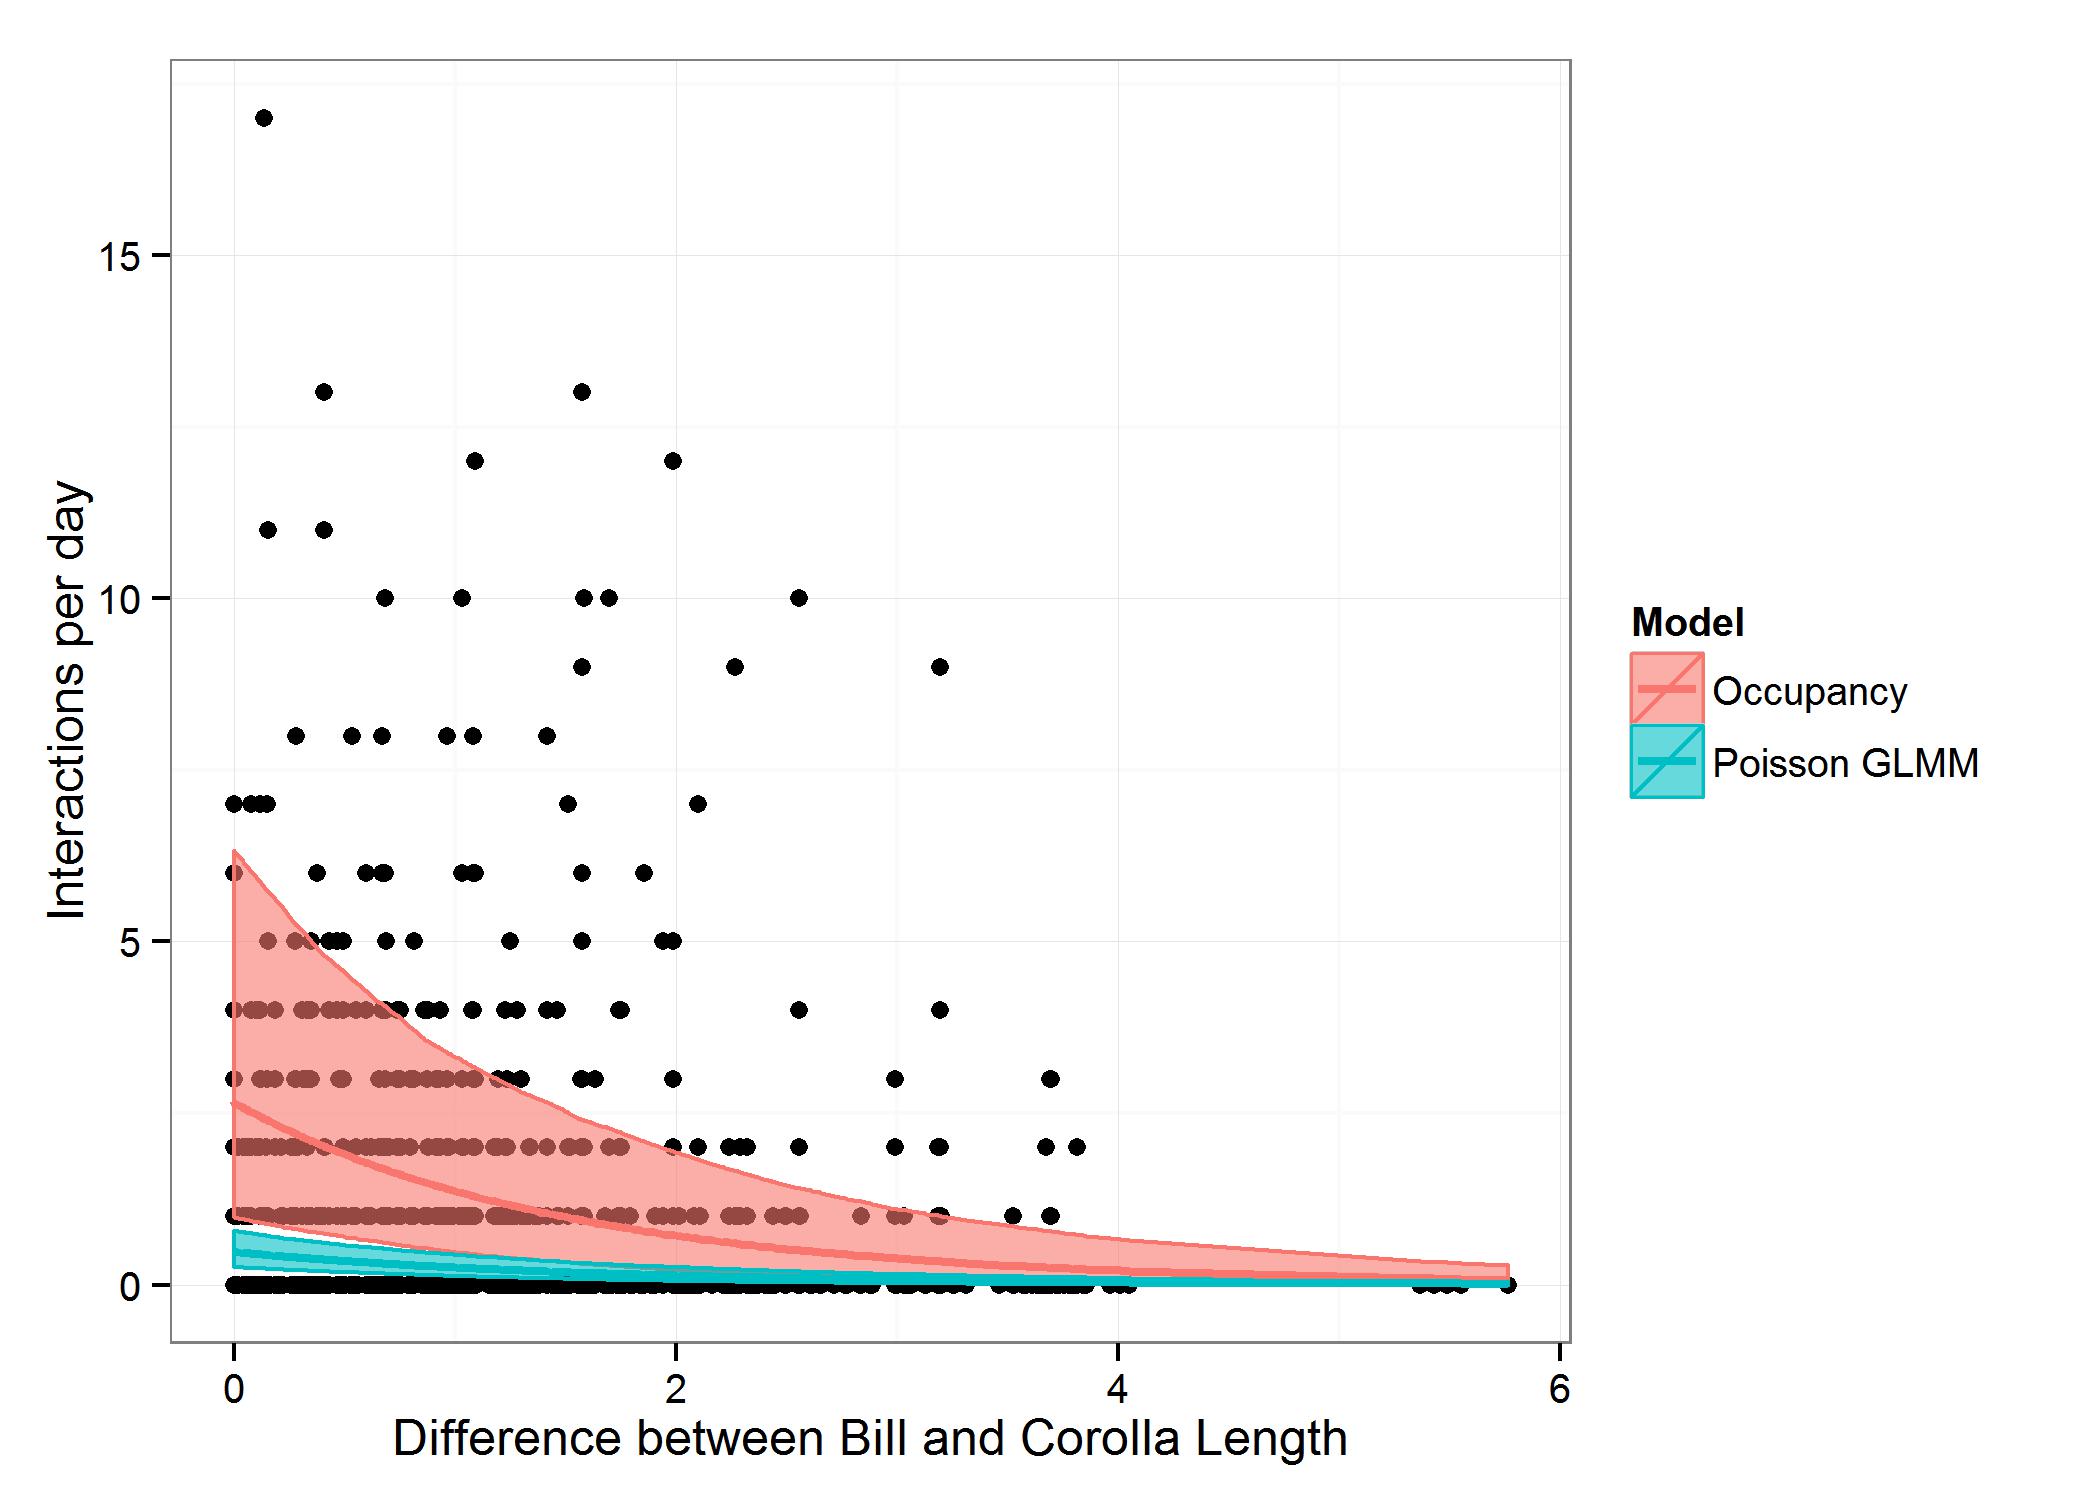 Interactions per day
15
10
5
0
0 2 4 6
Difference between Bill and Corolla Length
Model
Occupancy
Poisson GLMM